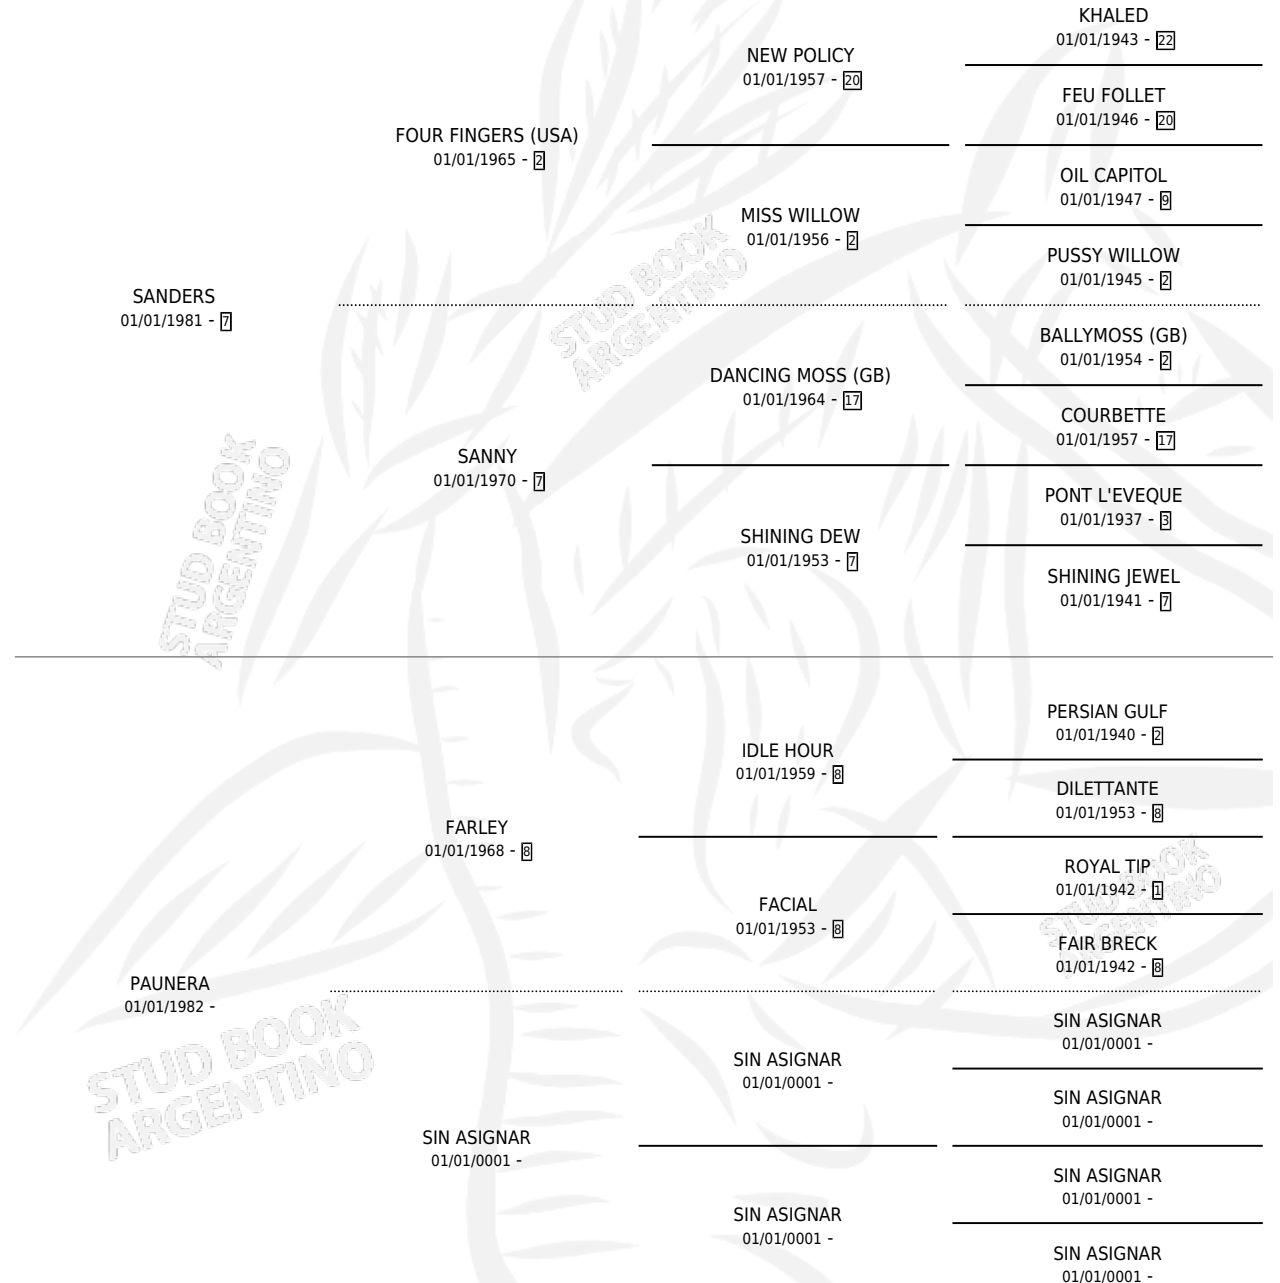 KHALED
01/01/1943 - 22
NEW POLICY
01/01/1957 - 20
FEU FOLLET
01/01/1946 - 20
FOUR FINGERS (USA)
01/01/1965 - 2
OIL CAPITOL
01/01/1947 - 9
MISS WILLOW
01/01/1956 - 2
PUSSY WILLOW
01/01/1945 - 2
SANDERS
01/01/1981 - 7
STUD BOOK
ARGENTINO
BALLYMOSS (GB)
01/01/1954 - 2
DANCING MOSS (GB)
01/01/1964 - 17
COURBETTE
01/01/1957 - 17
SANNY
01/01/1970 - 7
PONT L'EVEQUE
01/01/1937 - 3
SHINING DEW
01/01/1953 - 7
SHINING JEWEL
01/01/1941 - 7
STUD BOOK
ARGENTINO
PERSIAN GULF
01/01/1940 - 2
IDLE HOUR
01/01/1959 - 8
DILETTANTE
01/01/1953 - 8
FARLEY
01/01/1968 - 8
ROYAL TIP
01/01/1942 - 1
FACIAL
01/01/1953 - 8
FAIR BRECK
01/01/1942 - 8
STUD BOOK
ARGENTINO
PAUNERA
01/01/1982 -
SIN ASIGNAR
01/01/0001 -
SIN ASIGNAR
01/01/0001 -
SIN ASIGNAR
01/01/0001 -
STUD BOOK
ARGENTINO
SIN ASIGNAR
01/01/0001 -
SIN ASIGNAR
01/01/0001 -
SIN ASIGNAR
01/01/0001 -
SIN ASIGNAR
01/01/0001 -